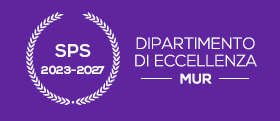 SPS
2023-2027
DIPARTIMENTO
DI ECCELLENZA
MUR